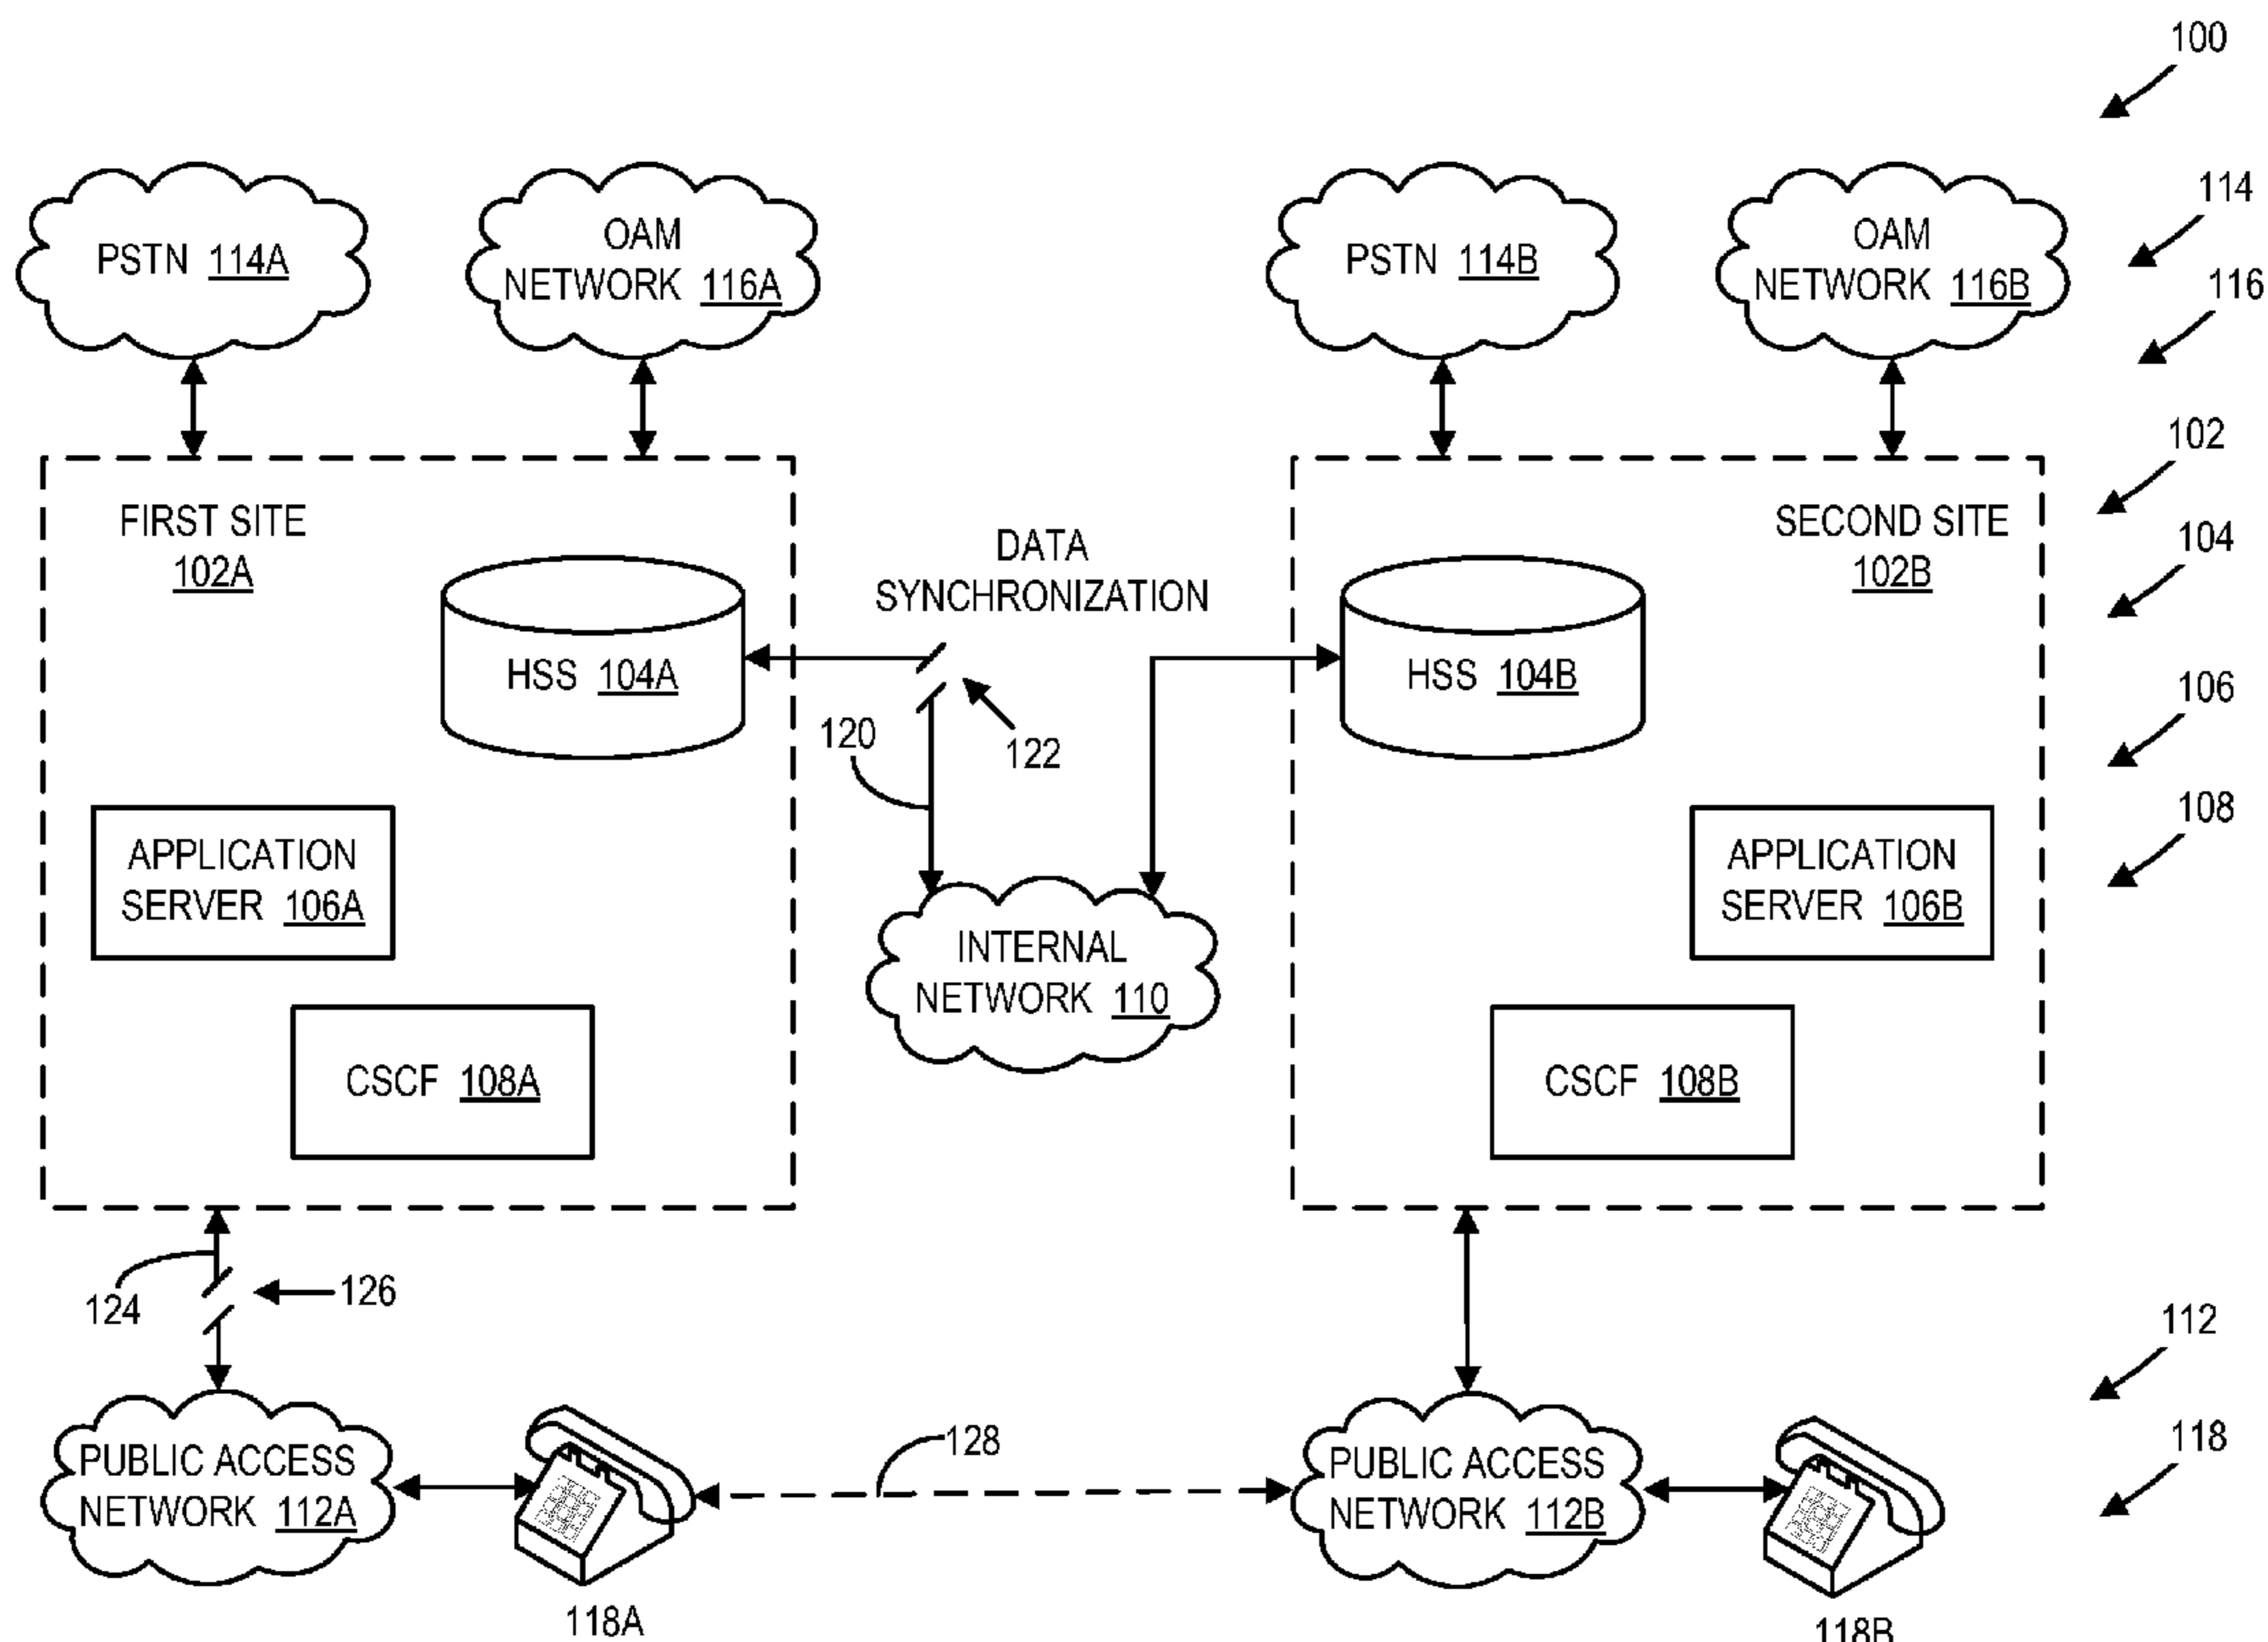 100
114
116
PSTN 114A
OAM
NETWORK 116A
PSTN 114B
OAM
NETWORK 116B
102
104
106
108
FIRST SITE
102A
HSS 104A
APPLICATION
SERVER 106A
CSCF 108A
DATA
SYNCHRONIZATION
120
122
INTERNAL
NETWORK 110
SECOND SITE
102B
HSS 104B
APPLICATION
SERVER 106B
CSCF 108B
124
126
112
118
PUBLIC ACCESS
NETWORK 112A
118A
128
PUBLIC ACCESS
NETWORK 112B
118B